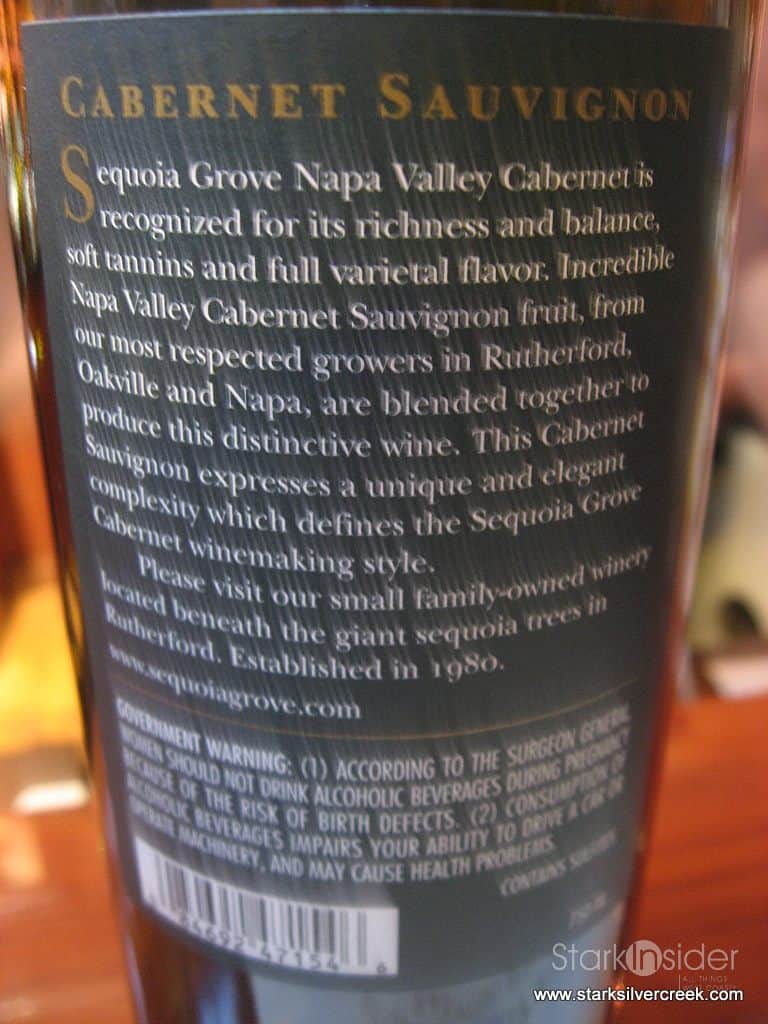 CABERNET SAUVIGNON
Sequoia Grove Napa Valley Cabernet is
recognized for its richness and balance,
soft tannins and full varietal flavor. Incredible
Napa Valley Cabernet Sauvignon fruit, from
our most respected growers in Rutherford,
Oakville and Napa, are blended together to
produce this distinctive wine. This Cabernet
Sauvignon expresses a unique and elegant
complexity which defines the Sequoia Grove
Cabernet winemaking style.
Please visit our small family-owned winery
located beneath the giant sequoia trees in
Rutherford. Established in 1980.
www.sequoiagrove.com
GOVERNMENT WARNING: (1) ACCORDING TO THE SURGEON GENERAL
WOMEN SHOULD NOT DRINK ALCOHOLIC BEVERAGES DURING PREGNANCY
BECAUSE OF THE RISK OF BIRTH DEFECTS. (2) CONSUMPTION OF
ALCOHOLIC BEVERAGES IMPAIRS YOUR ABILITY TO DRIVE A CAR OR
OPERATE MACHINERY, AND MAY CAUSE HEALTH PROBLEMS.
CONTAINS SULFITES
47154 6
StarkInsider
ALL THINGS
www.starksilvercreek.com